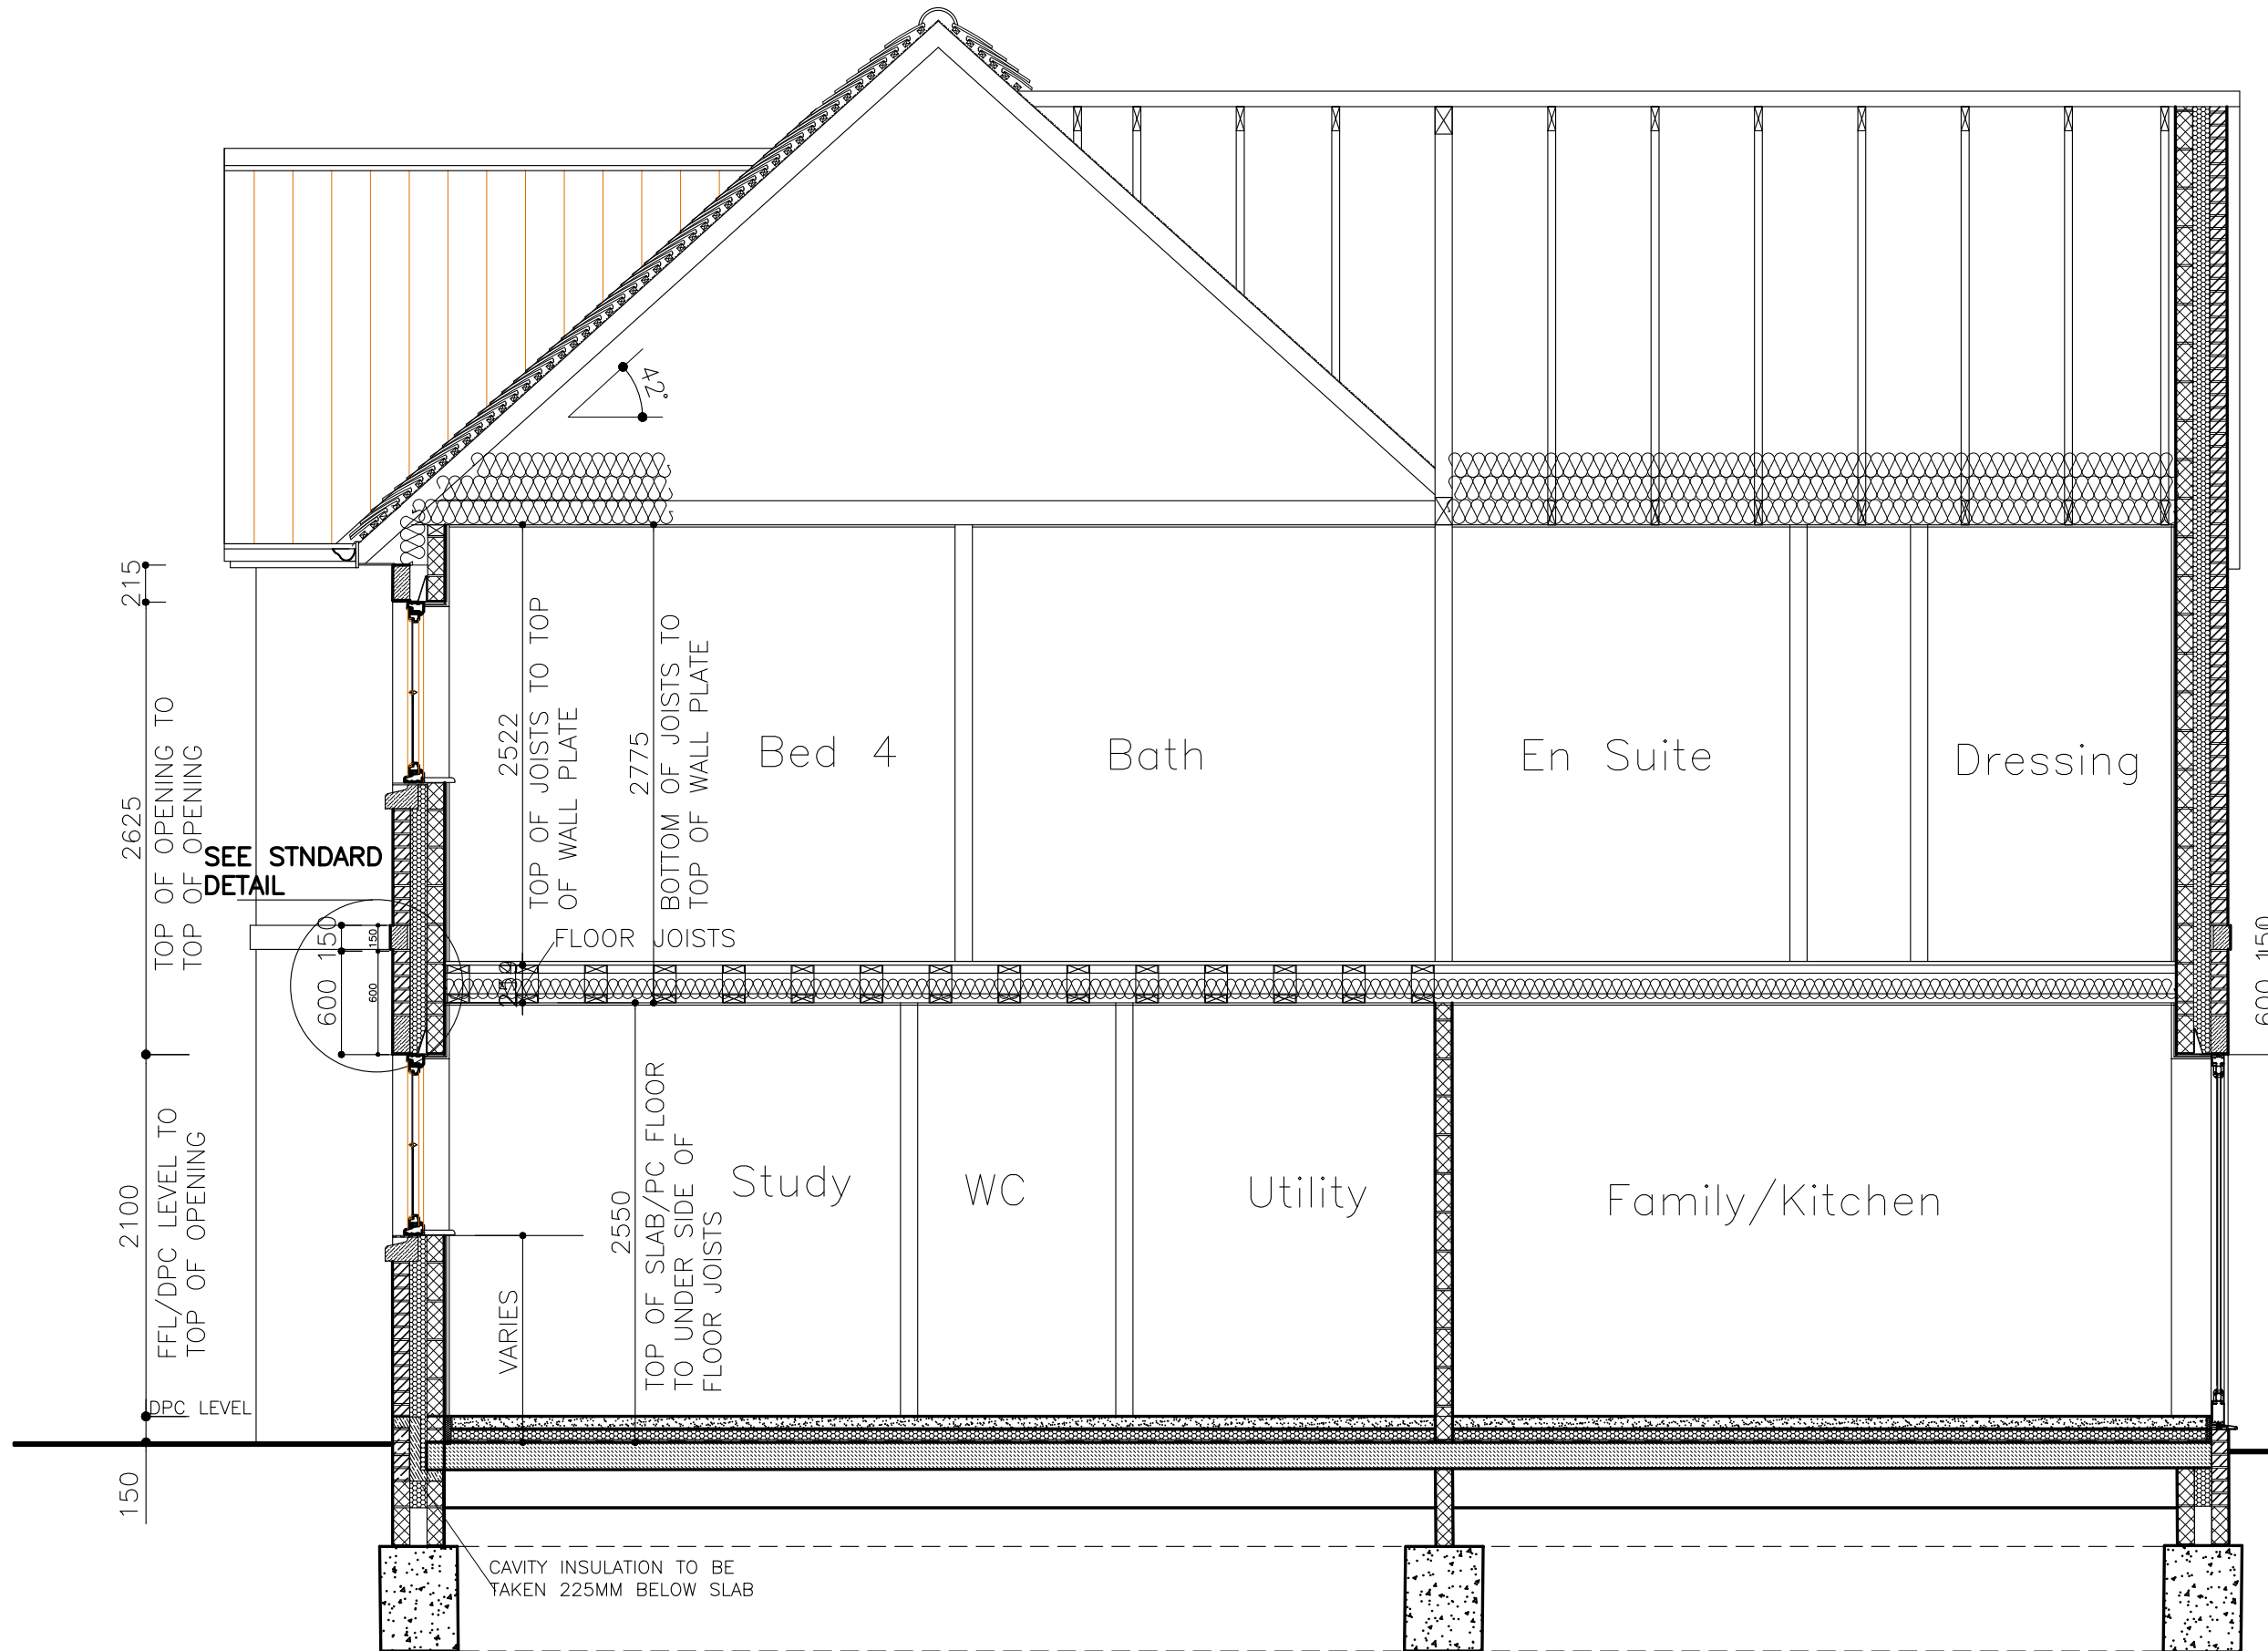 42°
215
2625
TOP OF OPENING TO
TOP OF OPENING
SEE STNDARD
DETAIL
2522
TOP OF JOISTS TO TOP
OF WALL PLATE
2775
BOTTOM OF JOISTS TO
TOP OF WALL PLATE
Bed 4
Bath
En Suite
Dressing
FLOOR JOISTS
150
150
600
600
600 150
2100
FFL/DPC LEVEL TO
TOP OF OPENING
VARIES
2550
TOP OF SLAB/PC FLOOR
TO UNDER SIDE OF
FLOOR JOISTS
Study
WC
Utility
Family/Kitchen
DPC LEVEL
150
CAVITY INSULATION TO BE
TAKEN 225MM BELOW SLAB